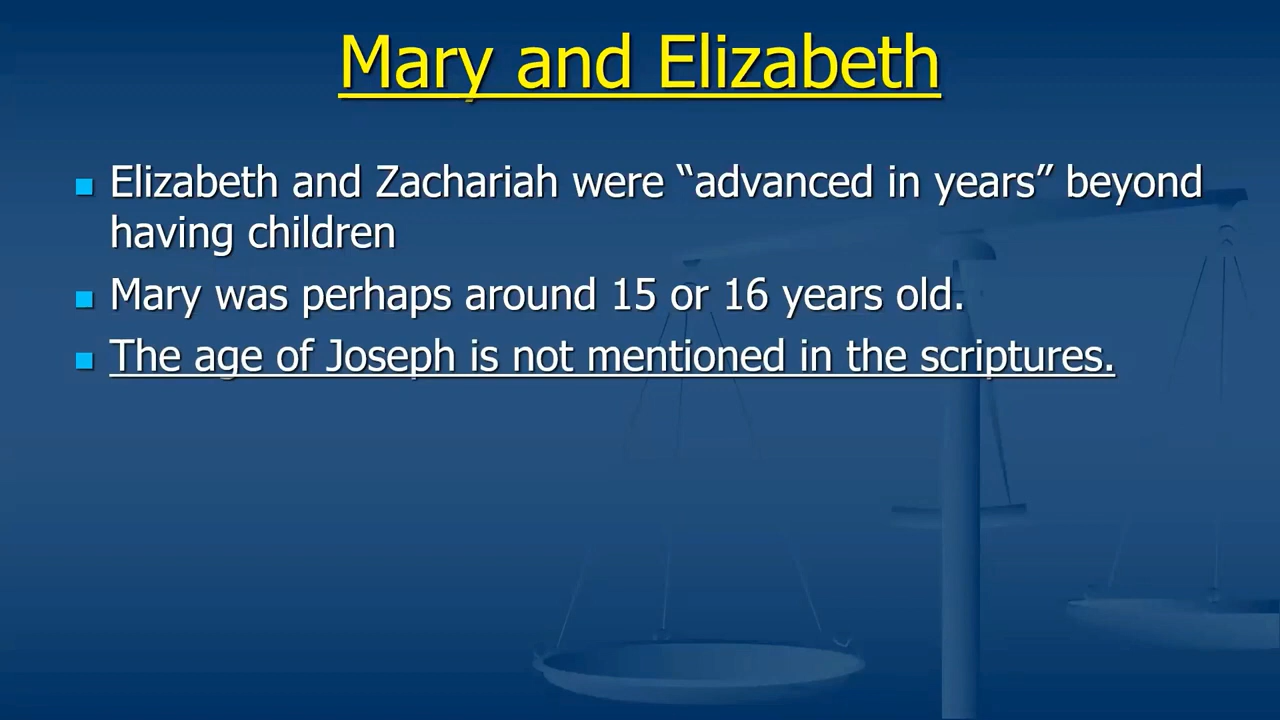 Mary and Elizabeth
Elizabeth and Zachariah were “advanced in years” beyond
having children
Mary was perhaps around 15 or 16 years old.
The age of Joseph is not mentioned in the scriptures.